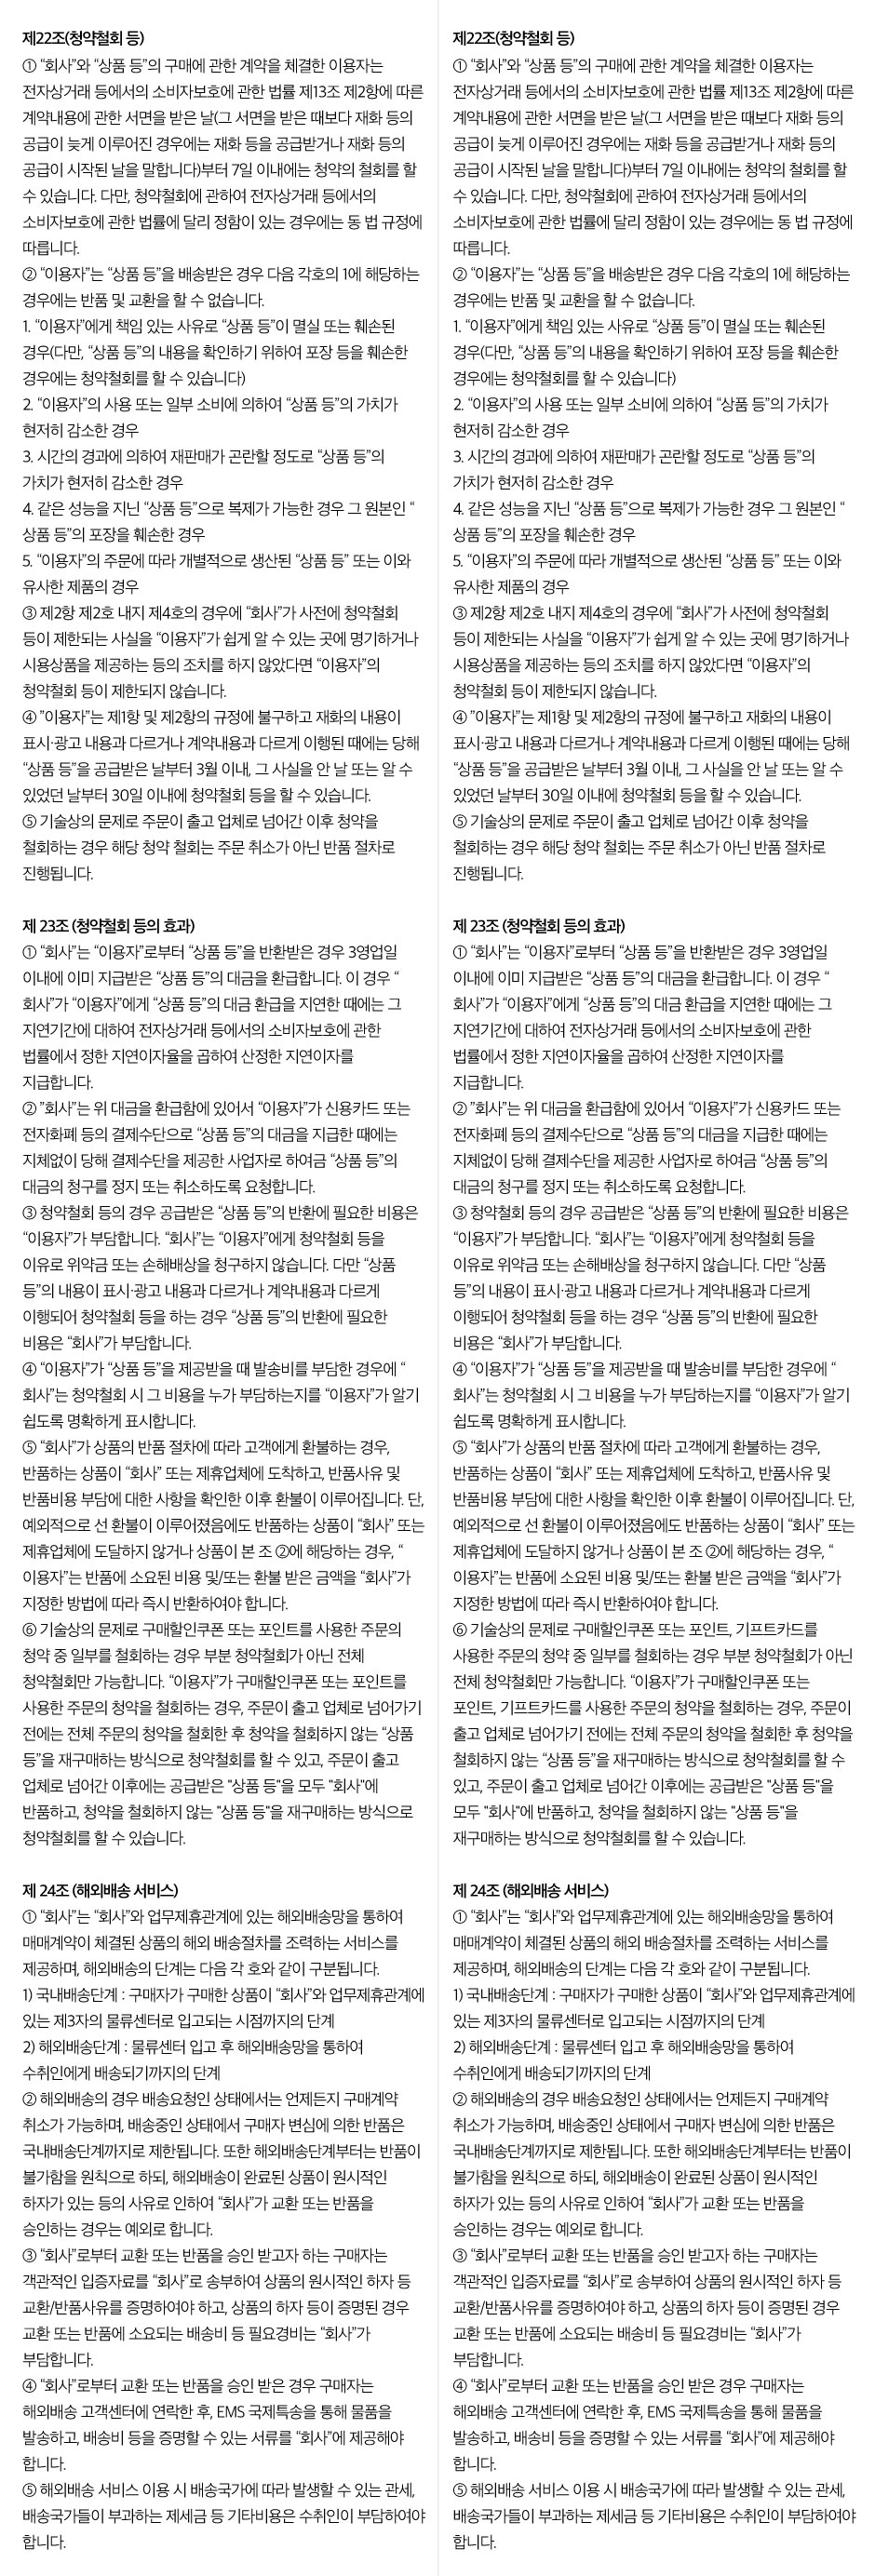 제22조(청약철회 등)
① “회사”와 “상품 등”의 구매에 관한 계약을 체결한 이용자는
전자상거래 등에서의 소비자보호에 관한 법률 제13조 제2항에 따른
계약내용에 관한 서면을 받은 날(그 서면을 받은 때보다 재화 등의
공급이 늦게 이루어진 경우에는 재화 등을 공급받거나 재화 등의
공급이 시작된 날을 말합니다)부터 7일 이내에는 청약의 철회를 할
수 있습니다. 다만, 청약철회에 관하여 전자상거래 등에서의
소비자보호에 관한 법률에 달리 정함이 있는 경우에는 동 법 규정에
따릅니다.
② “이용자”는 “상품 등”을 배송받은 경우 다음 각호의 1에 해당하는
경우에는 반품 및 교환을 할 수 없습니다.
1. “이용자”에게 책임 있는 사유로 “상품 등”이 멸실 또는 훼손된
경우(다만, “상품 등”의 내용을 확인하기 위하여 포장 등을 훼손한
경우에는 청약철회를 할 수 있습니다)
2. “이용자”의 사용 또는 일부 소비에 의하여 “상품 등”의 가치가
현저히 감소한 경우
3. 시간의 경과에 의하여 재판매가 곤란할 정도로 “상품 등”의
가치가 현저히 감소한 경우
4. 같은 성능을 지닌 “상품 등”으로 복제가 가능한 경우 그 원본인 “
상품 등”의 포장을 훼손한 경우
5. “이용자”의 주문에 따라 개별적으로 생산된 “상품 등” 또는 이와
유사한 제품의 경우
③ 제2항 제2호 내지 제4호의 경우에 “회사”가 사전에 청약철회
등이 제한되는 사실을 “이용자”가 쉽게 알 수 있는 곳에 명기하거나
시용상품을 제공하는 등의 조치를 하지 않았다면 “이용자”의
청약철회 등이 제한되지 않습니다.
④ ”이용자”는 제1항 및 제2항의 규정에 불구하고 재화의 내용이
표시·광고 내용과 다르거나 계약내용과 다르게 이행된 때에는 당해
“상품 등”을 공급받은 날부터 3월 이내, 그 사실을 안 날 또는 알 수
있었던 날부터 30일 이내에 청약철회 등을 할 수 있습니다.
⑤ 기술상의 문제로 주문이 출고 업체로 넘어간 이후 청약을
철회하는 경우 해당 청약 철회는 주문 취소가 아닌 반품 절차로
진행됩니다.
제 23조 (청약철회 등의 효과)
① “회사”는 “이용자”로부터 “상품 등”을 반환받은 경우 3영업일
이내에 이미 지급받은 “상품 등”의 대금을 환급합니다. 이 경우 “
회사”가 “이용자”에게 “상품 등”의 대금 환급을 지연한 때에는 그
지연기간에 대하여 전자상거래 등에서의 소비자보호에 관한
법률에서 정한 지연이자율을 곱하여 산정한 지연이자를
지급합니다.
② ”회사”는 위 대금을 환급함에 있어서 “이용자”가 신용카드 또는
전자화폐 등의 결제수단으로 “상품 등”의 대금을 지급한 때에는
지체없이 당해 결제수단을 제공한 사업자로 하여금 “상품 등”의
대금의 청구를 정지 또는 취소하도록 요청합니다.
③ 청약철회 등의 경우 공급받은 “상품 등”의 반환에 필요한 비용은
“이용자”가 부담합니다. “회사”는 “이용자”에게 청약철회 등을
이유로 위약금 또는 손해배상을 청구하지 않습니다. 다만 “상품
등”의 내용이 표시·광고 내용과 다르거나 계약내용과 다르게
이행되어 청약철회 등을 하는 경우 “상품 등”의 반환에 필요한
비용은 “회사”가 부담합니다.
④ “이용자”가 “상품 등”을 제공받을 때 발송비를 부담한 경우에 “
회사”는 청약철회 시 그 비용을 누가 부담하는지를 “이용자”가 알기
쉽도록 명확하게 표시합니다.
⑤ “회사”가 상품의 반품 절차에 따라 고객에게 환불하는 경우,
반품하는 상품이 “회사” 또는 제휴업체에 도착하고, 반품사유 및
반품비용 부담에 대한 사항을 확인한 이후 환불이 이루어집니다. 단,
예외적으로 선 환불이 이루어졌음에도 반품하는 상품이 “회사” 또는
제휴업체에 도달하지 않거나 상품이 본 조 ②에 해당하는 경우, “
이용자”는 반품에 소요된 비용 및/또는 환불 받은 금액을 “회사”가
지정한 방법에 따라 즉시 반환하여야 합니다.
⑥ 기술상의 문제로 구매할인쿠폰 또는 포인트를 사용한 주문의
청약 중 일부를 철회하는 경우 부분 청약철회가 아닌 전체
청약철회만 가능합니다. “이용자”가 구매할인쿠폰 또는 포인트를
사용한 주문의 청약을 철회하는 경우, 주문이 출고 업체로 넘어가기
전에는 전체 주문의 청약을 철회한 후 청약을 철회하지 않는 “상품
등”을 재구매하는 방식으로 청약철회를 할 수 있고, 주문이 출고
업체로 넘어간 이후에는 공급받은 "상품 등"을 모두 "회사"에
반품하고, 청약을 철회하지 않는 "상품 등"을 재구매하는 방식으로
청약철회를 할 수 있습니다.
제 24조 (해외배송 서비스)
① “회사”는 “회사”와 업무제휴관계에 있는 해외배송망을 통하여
매매계약이 체결된 상품의 해외 배송절차를 조력하는 서비스를
제공하며, 해외배송의 단계는 다음 각 호와 같이 구분됩니다.
1) 국내배송단계 : 구매자가 구매한 상품이 “회사”와 업무제휴관계에
있는 제3자의 물류센터로 입고되는 시점까지의 단계
2) 해외배송단계 : 물류센터 입고 후 해외배송망을 통하여
수취인에게 배송되기까지의 단계
② 해외배송의 경우 배송요청인 상태에서는 언제든지 구매계약
취소가 가능하며, 배송중인 상태에서 구매자 변심에 의한 반품은
국내배송단계까지로 제한됩니다. 또한 해외배송단계부터는 반품이
불가함을 원칙으로 하되, 해외배송이 완료된 상품이 원시적인
하자가 있는 등의 사유로 인하여 “회사”가 교환 또는 반품을
승인하는 경우는 예외로 합니다.
③ “회사”로부터 교환 또는 반품을 승인 받고자 하는 구매자는
객관적인 입증자료를 “회사”로 송부하여 상품의 원시적인 하자 등
교환/반품사유를 증명하여야 하고, 상품의 하자 등이 증명된 경우
교환 또는 반품에 소요되는 배송비 등 필요경비는 “회사”가
부담합니다.
④ “회사”로부터 교환 또는 반품을 승인 받은 경우 구매자는
해외배송 고객센터에 연락한 후, EMS 국제특송을 통해 물품을
발송하고, 배송비 등을 증명할 수 있는 서류를 “회사”에 제공해야
합니다.
⑤ 해외배송 서비스 이용 시 배송국가에 따라 발생할 수 있는 관세,
배송국가들이 부과하는 제세금 등 기타비용은 수취인이 부담하여야
합니다.
제22조(청약철회 등)
① “회사”와 “상품 등”의 구매에 관한 계약을 체결한 이용자는
전자상거래 등에서의 소비자보호에 관한 법률 제13조 제2항에 따른
계약내용에 관한 서면을 받은 날(그 서면을 받은 때보다 재화 등의
공급이 늦게 이루어진 경우에는 재화 등을 공급받거나 재화 등의
공급이 시작된 날을 말합니다)부터 7일 이내에는 청약의 철회를 할
수 있습니다. 다만, 청약철회에 관하여 전자상거래 등에서의
소비자보호에 관한 법률에 달리 정함이 있는 경우에는 동 법 규정에
따릅니다.
② “이용자”는 “상품 등”을 배송받은 경우 다음 각호의 1에 해당하는
경우에는 반품 및 교환을 할 수 없습니다.
1. “이용자”에게 책임 있는 사유로 “상품 등”이 멸실 또는 훼손된
경우(다만, “상품 등”의 내용을 확인하기 위하여 포장 등을 훼손한
경우에는 청약철회를 할 수 있습니다)
2. “이용자”의 사용 또는 일부 소비에 의하여 “상품 등”의 가치가
현저히 감소한 경우
3. 시간의 경과에 의하여 재판매가 곤란할 정도로 “상품 등”의
가치가 현저히 감소한 경우
4. 같은 성능을 지닌 “상품 등”으로 복제가 가능한 경우 그 원본인 “
상품 등”의 포장을 훼손한 경우
5. “이용자”의 주문에 따라 개별적으로 생산된 “상품 등” 또는 이와
유사한 제품의 경우
③ 제2항 제2호 내지 제4호의 경우에 “회사”가 사전에 청약철회
등이 제한되는 사실을 “이용자”가 쉽게 알 수 있는 곳에 명기하거나
시용상품을 제공하는 등의 조치를 하지 않았다면 “이용자”의
청약철회 등이 제한되지 않습니다.
④ ”이용자”는 제1항 및 제2항의 규정에 불구하고 재화의 내용이
표시·광고 내용과 다르거나 계약내용과 다르게 이행된 때에는 당해
“상품 등”을 공급받은 날부터 3월 이내, 그 사실을 안 날 또는 알 수
있었던 날부터 30일 이내에 청약철회 등을 할 수 있습니다.
⑤ 기술상의 문제로 주문이 출고 업체로 넘어간 이후 청약을
철회하는 경우 해당 청약 철회는 주문 취소가 아닌 반품 절차로
진행됩니다.
제 23조 (청약철회 등의 효과)
① “회사”는 “이용자”로부터 “상품 등”을 반환받은 경우 3영업일
이내에 이미 지급받은 “상품 등”의 대금을 환급합니다. 이 경우 “
회사”가 “이용자”에게 “상품 등”의 대금 환급을 지연한 때에는 그
지연기간에 대하여 전자상거래 등에서의 소비자보호에 관한
법률에서 정한 지연이자율을 곱하여 산정한 지연이자를
지급합니다.
② ”회사”는 위 대금을 환급함에 있어서 “이용자”가 신용카드 또는
전자화폐 등의 결제수단으로 “상품 등”의 대금을 지급한 때에는
지체없이 당해 결제수단을 제공한 사업자로 하여금 “상품 등”의
대금의 청구를 정지 또는 취소하도록 요청합니다.
③ 청약철회 등의 경우 공급받은 “상품 등”의 반환에 필요한 비용은
“이용자”가 부담합니다. “회사”는 “이용자”에게 청약철회 등을
이유로 위약금 또는 손해배상을 청구하지 않습니다. 다만 “상품
등”의 내용이 표시·광고 내용과 다르거나 계약내용과 다르게
이행되어 청약철회 등을 하는 경우 “상품 등”의 반환에 필요한
비용은 “회사”가 부담합니다.
④ “이용자”가 “상품 등”을 제공받을 때 발송비를 부담한 경우에 “
회사”는 청약철회 시 그 비용을 누가 부담하는지를 “이용자”가 알기
쉽도록 명확하게 표시합니다.
⑤ “회사”가 상품의 반품 절차에 따라 고객에게 환불하는 경우,
반품하는 상품이 “회사” 또는 제휴업체에 도착하고, 반품사유 및
반품비용 부담에 대한 사항을 확인한 이후 환불이 이루어집니다. 단,
예외적으로 선 환불이 이루어졌음에도 반품하는 상품이 “회사” 또는
제휴업체에 도달하지 않거나 상품이 본 조 ②에 해당하는 경우, “
이용자”는 반품에 소요된 비용 및/또는 환불 받은 금액을 “회사”가
지정한 방법에 따라 즉시 반환하여야 합니다.
⑥ 기술상의 문제로 구매할인쿠폰 또는 포인트, 기프트카드를
사용한 주문의 청약 중 일부를 철회하는 경우 부분 청약철회가 아닌
전체 청약철회만 가능합니다. “이용자”가 구매할인쿠폰 또는
포인트, 기프트카드를 사용한 주문의 청약을 철회하는 경우, 주문이
출고 업체로 넘어가기 전에는 전체 주문의 청약을 철회한 후 청약을
철회하지 않는 “상품 등”을 재구매하는 방식으로 청약철회를 할 수
있고, 주문이 출고 업체로 넘어간 이후에는 공급받은 "상품 등"을
모두 "회사"에 반품하고, 청약을 철회하지 않는 "상품 등"을
재구매하는 방식으로 청약철회를 할 수 있습니다.
제 24조 (해외배송 서비스)
① “회사”는 “회사”와 업무제휴관계에 있는 해외배송망을 통하여
매매계약이 체결된 상품의 해외 배송절차를 조력하는 서비스를
제공하며, 해외배송의 단계는 다음 각 호와 같이 구분됩니다.
1) 국내배송단계 : 구매자가 구매한 상품이 “회사”와 업무제휴관계에
있는 제3자의 물류센터로 입고되는 시점까지의 단계
2) 해외배송단계 : 물류센터 입고 후 해외배송망을 통하여
수취인에게 배송되기까지의 단계
② 해외배송의 경우 배송요청인 상태에서는 언제든지 구매계약
취소가 가능하며, 배송중인 상태에서 구매자 변심에 의한 반품은
국내배송단계까지로 제한됩니다. 또한 해외배송단계부터는 반품이
불가함을 원칙으로 하되, 해외배송이 완료된 상품이 원시적인
하자가 있는 등의 사유로 인하여 “회사”가 교환 또는 반품을
승인하는 경우는 예외로 합니다.
③ “회사”로부터 교환 또는 반품을 승인 받고자 하는 구매자는
객관적인 입증자료를 “회사”로 송부하여 상품의 원시적인 하자 등
교환/반품사유를 증명하여야 하고, 상품의 하자 등이 증명된 경우
교환 또는 반품에 소요되는 배송비 등 필요경비는 “회사”가
부담합니다.
④ “회사”로부터 교환 또는 반품을 승인 받은 경우 구매자는
해외배송 고객센터에 연락한 후, EMS 국제특송을 통해 물품을
발송하고, 배송비 등을 증명할 수 있는 서류를 “회사”에 제공해야
합니다.
⑤ 해외배송 서비스 이용 시 배송국가에 따라 발생할 수 있는 관세,
배송국가들이 부과하는 제세금 등 기타비용은 수취인이 부담하여야
합니다.